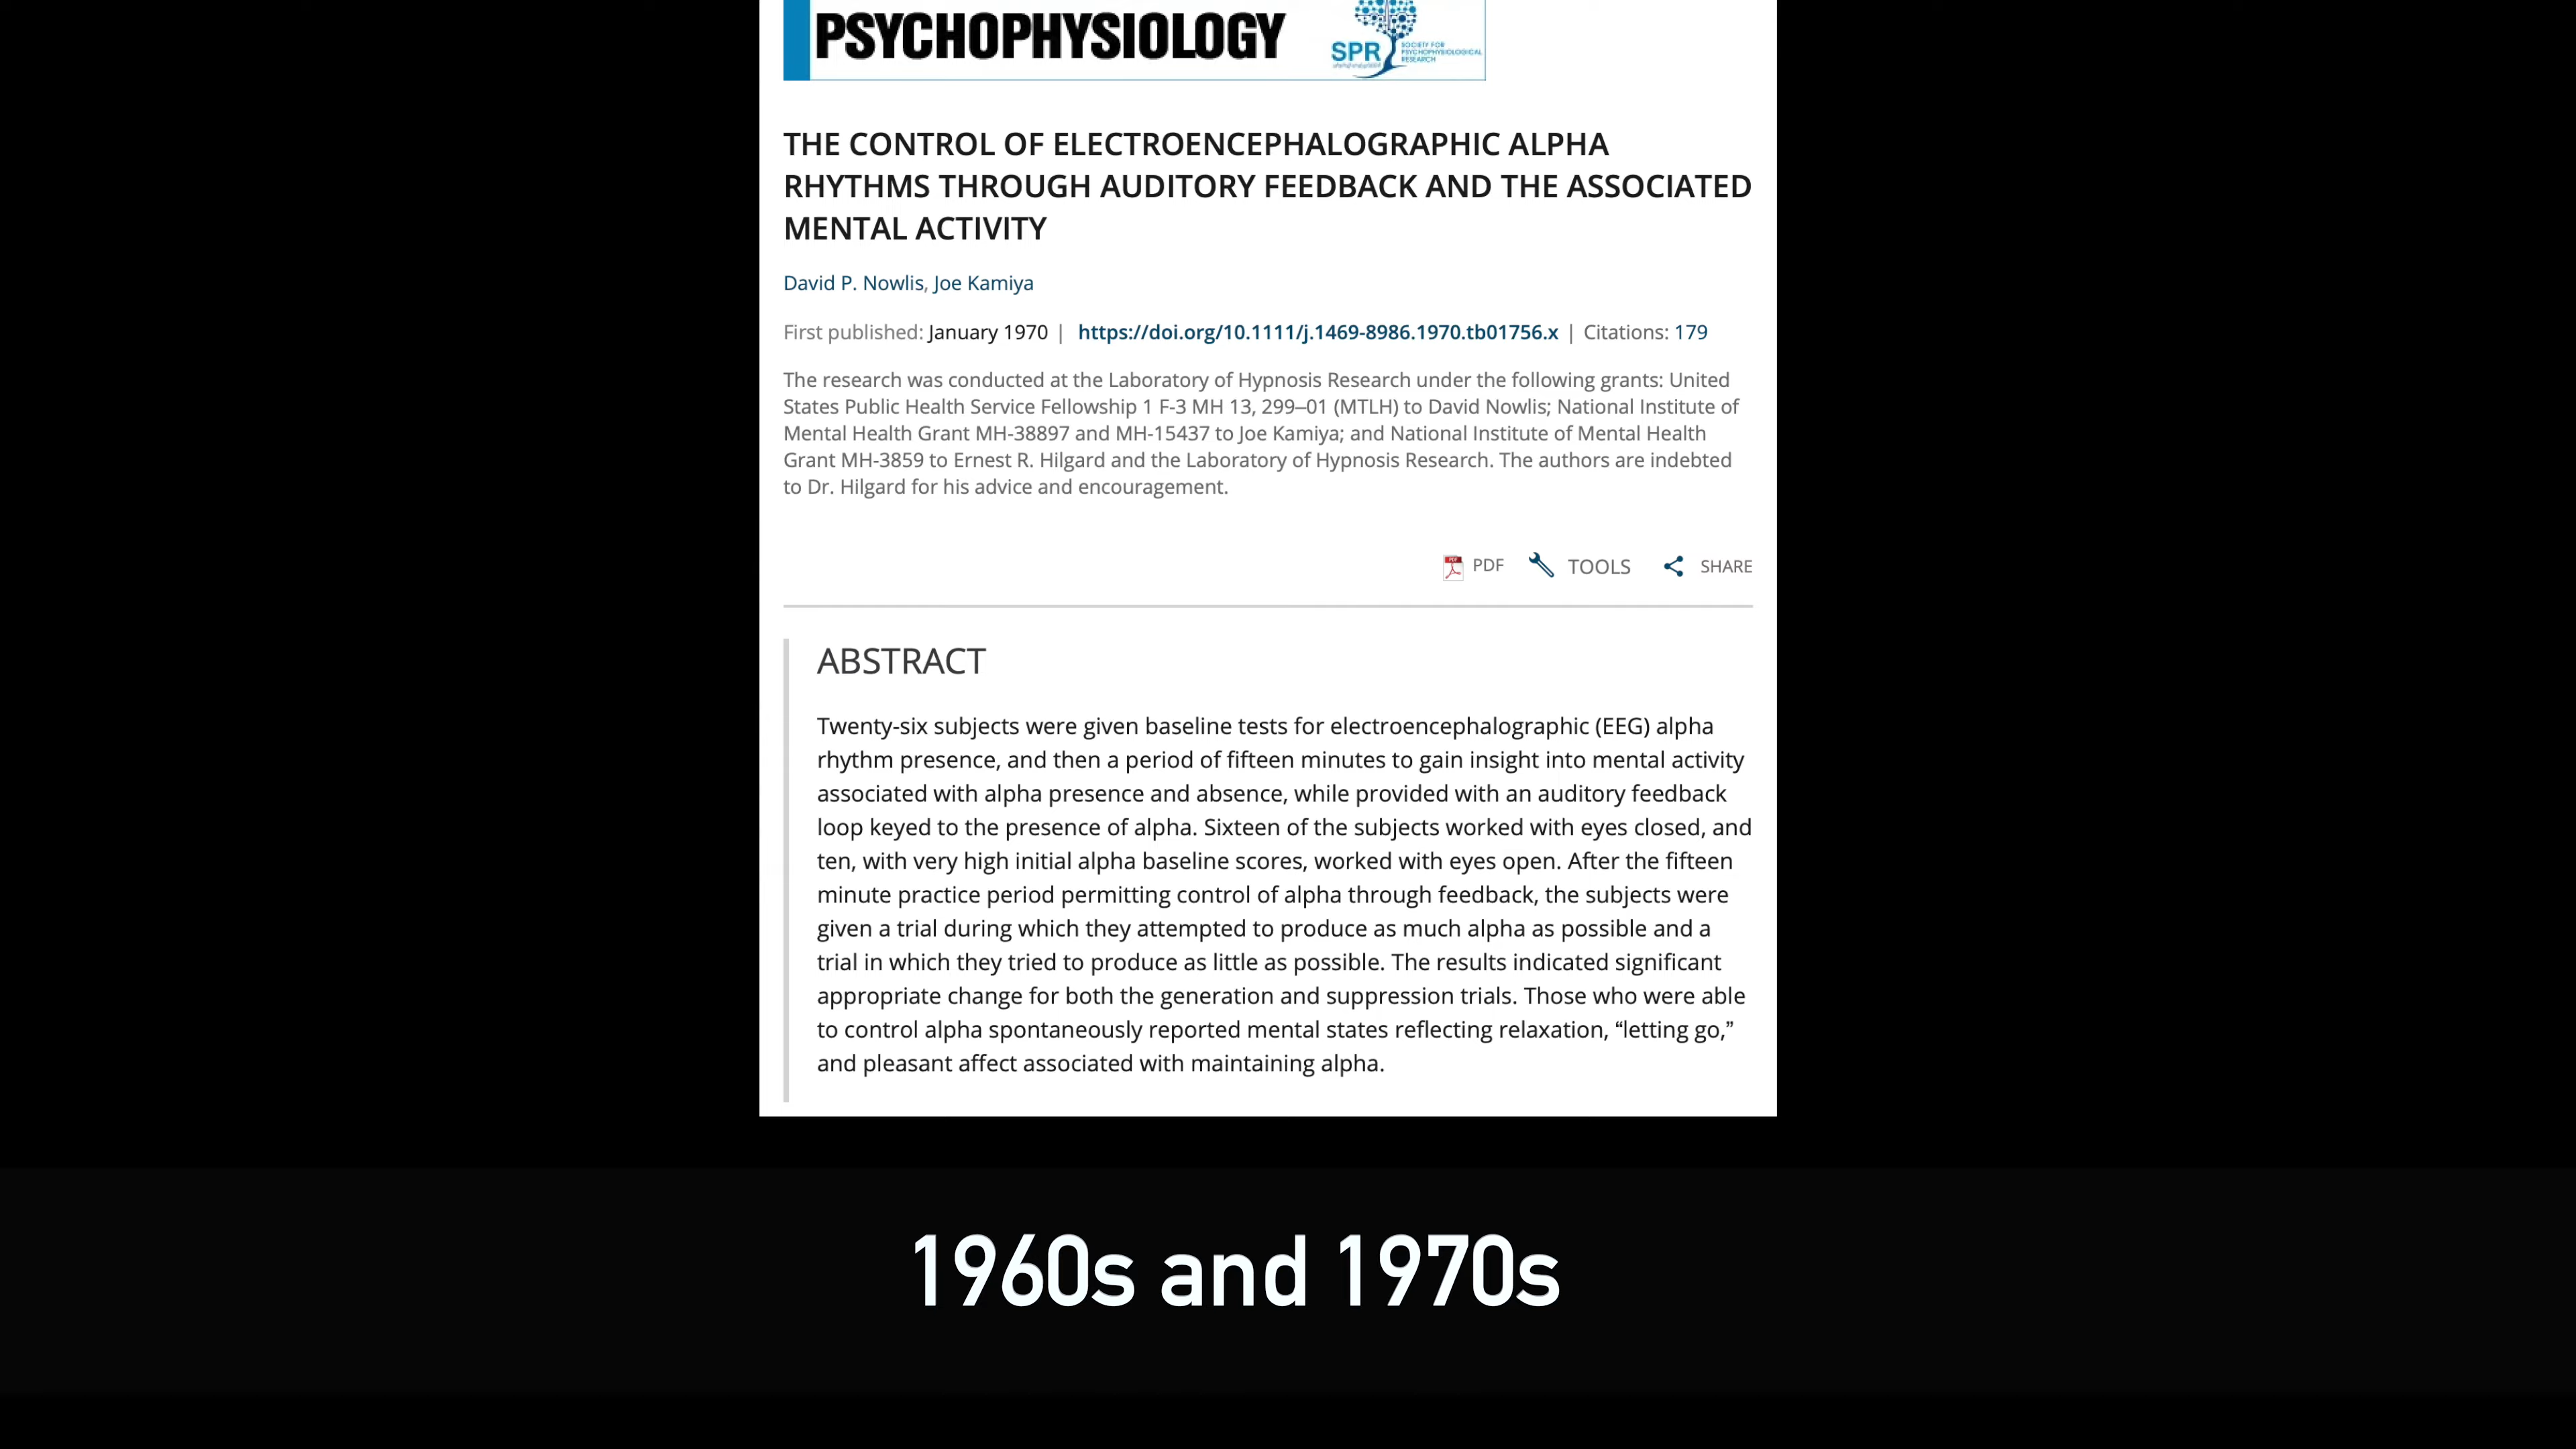 PSYCHOPHYSIOLOGY
SPR
SOCIETY FOR
PSYCHOPHYSIOLOGICAL
RESEARCH
THE CONTROL OF ELECTROENCEPHALOGRAPHIC ALPHA
RHYTHMS THROUGH AUDITORY FEEDBACK AND THE ASSOCIATED
MENTAL ACTIVITY
David P. Nowlis, Joe Kamiya
First published: January 1970 | https://doi.org/10.1111/j.1469-8986.1970.tb01756.x | Citations: 179
The research was conducted at the Laboratory of Hypnosis Research under the following grants: United
States Public Health Service Fellowship 1 F-3 MH 13, 299–01 (MTLH) to David Nowlis; National Institute of
Mental Health Grant MH-38897 and MH-15437 to Joe Kamiya; and National Institute of Mental Health
Grant MH-3859 to Ernest R. Hilgard and the Laboratory of Hypnosis Research. The authors are indebted
to Dr. Hilgard for his advice and encouragement.
PDF TOOLS SHARE
ABSTRACT
Twenty-six subjects were given baseline tests for electroencephalographic (EEG) alpha
rhythm presence, and then a period of fifteen minutes to gain insight into mental activity
associated with alpha presence and absence, while provided with an auditory feedback
loop keyed to the presence of alpha. Sixteen of the subjects worked with eyes closed, and
ten, with very high initial alpha baseline scores, worked with eyes open. After the fifteen
minute practice period permitting control of alpha through feedback, the subjects were
given a trial during which they attempted to produce as much alpha as possible and a
trial in which they tried to produce as little as possible. The results indicated significant
appropriate change for both the generation and suppression trials. Those who were able
to control alpha spontaneously reported mental states reflecting relaxation, “letting go,”
and pleasant affect associated with maintaining alpha.
1960s and 1970s